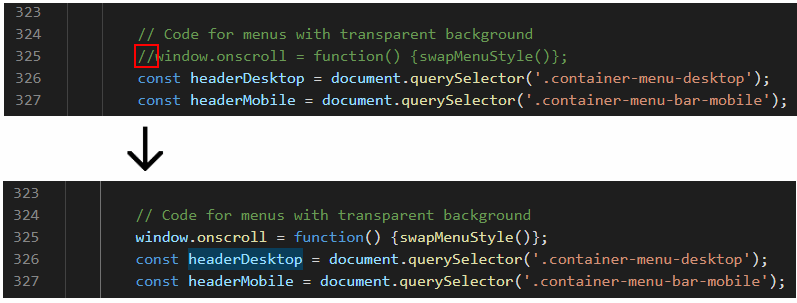 323
324 // Code for menus with transparent background
325 //window.onscroll = function() {swapMenuStyle()};
326 const headerDesktop = document.querySelector('.container-menu-desktop');
327 const headerMobile = document.querySelector('.container-menu-bar-mobile');
323
324 // Code for menus with transparent background
325 window.onscroll = function() {swapMenuStyle()};
326 const headerDesktop = document.querySelector('.container-menu-desktop');
327 const headerMobile = document.querySelector('.container-menu-bar-mobile');